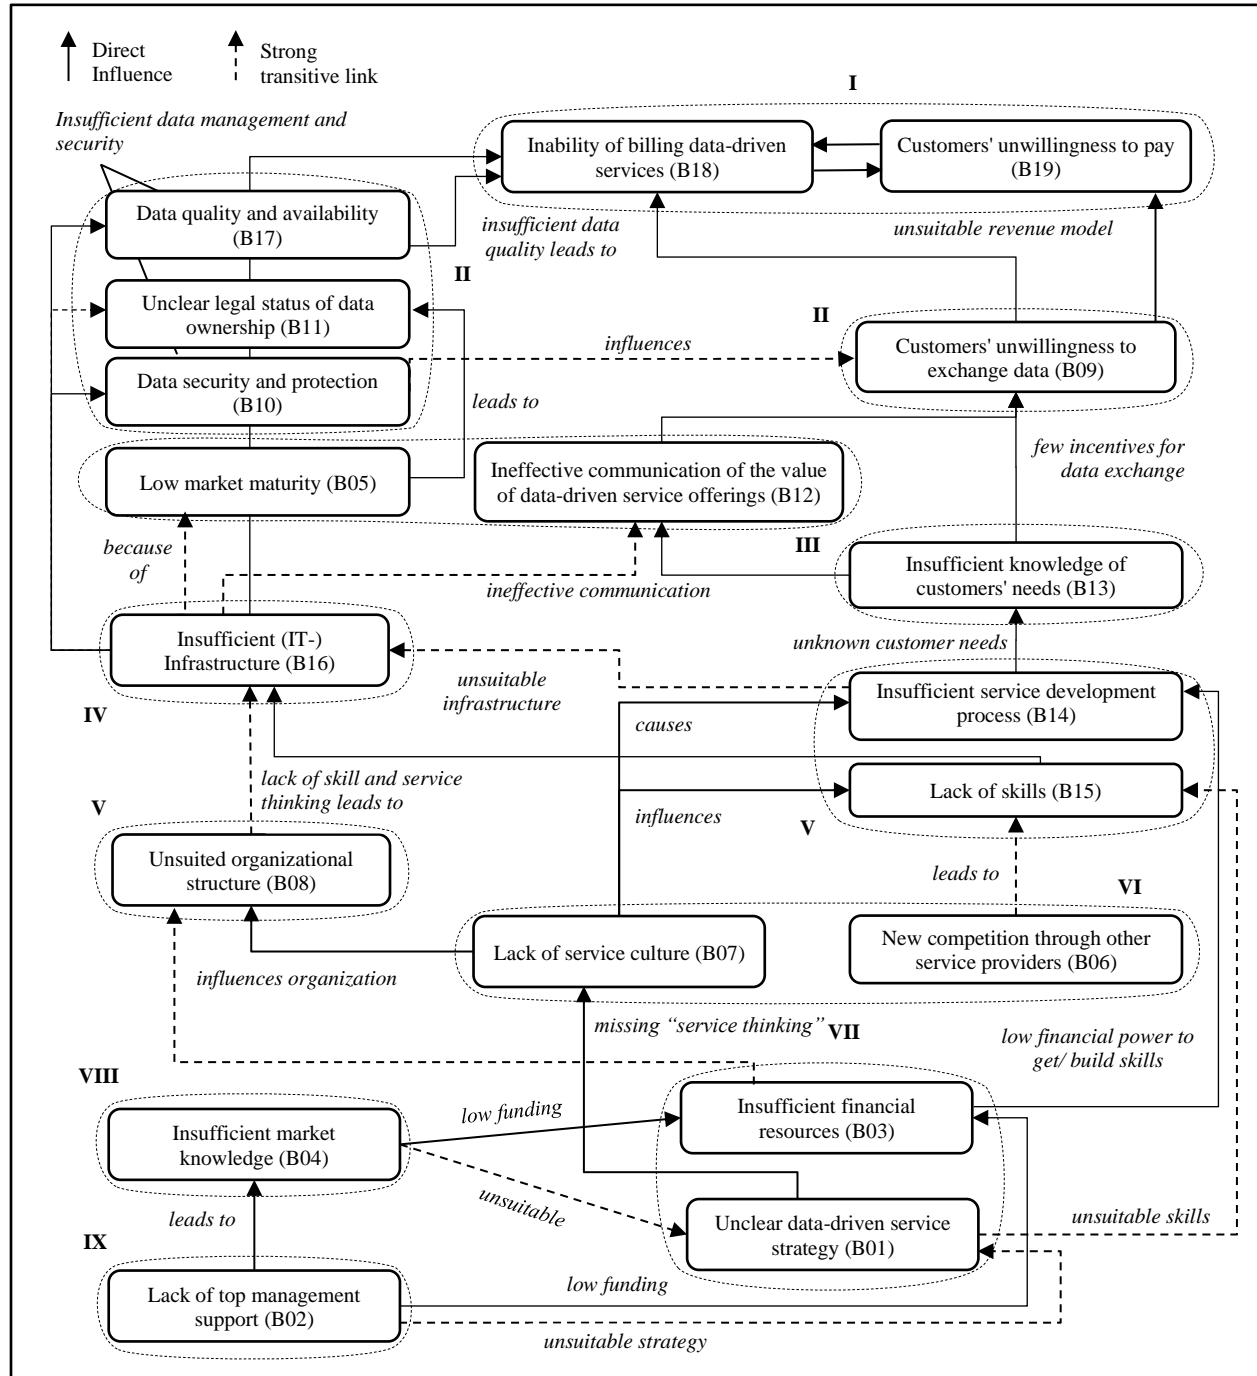 Direct
Influence
Strong
transitive link
I
Insufficient data management and
security
Inability of billing data-driven
services (B18)
Customers' unwillingness to pay
(B19)
Data quality and availability
(B17)
insufficient data
quality leads to
unsuitable revenue model
II
Unclear legal status of data
ownership (B11)
II
influences
Customers' unwillingness to
exchange data (B09)
Data security and protection
(B10)
leads to
few incentives for
data exchange
Low market maturity (B05)
Ineffective communication of the value
of data-driven service offerings (B12)
because
of
III
Insufficient knowledge of
customers' needs (B13)
ineffective communication
Insufficient (IT-)
Infrastructure (B16)
unknown customer needs
unsuitable
infrastructure
Insufficient service development
process (B14)
IV
causes
lack of skill and service
thinking leads to
Lack of skills (B15)
V
influences
V
Unsuited organizational
structure (B08)
leads to
VI
Lack of service culture (B07)
New competition through other
service providers (B06)
influences organization
missing “service thinking”
VII
low financial power to
get/ build skills
VIII
low funding
Insufficient financial
resources (B03)
Insufficient market
knowledge (B04)
unsuitable
leads to
Unclear data-driven service
strategy (B01)
unsuitable skills
IX
low funding
Lack of top management
support (B02)
unsuitable strategy